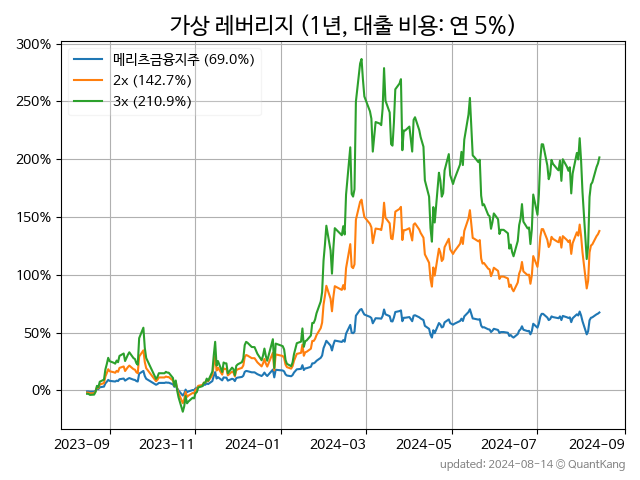 가상 레버리지 (1년, 대출 비용: 연 5%)
300%
250%
200%
150%
100%
50%
0%
메리츠금융지주 (69.0%)
2x (142.7%)
3x (210.9%)
2023-09
2023-11
2024-01
2024-03
2024-05
2024-07
2024-09
updated: 2024-08-14 © QuantKang